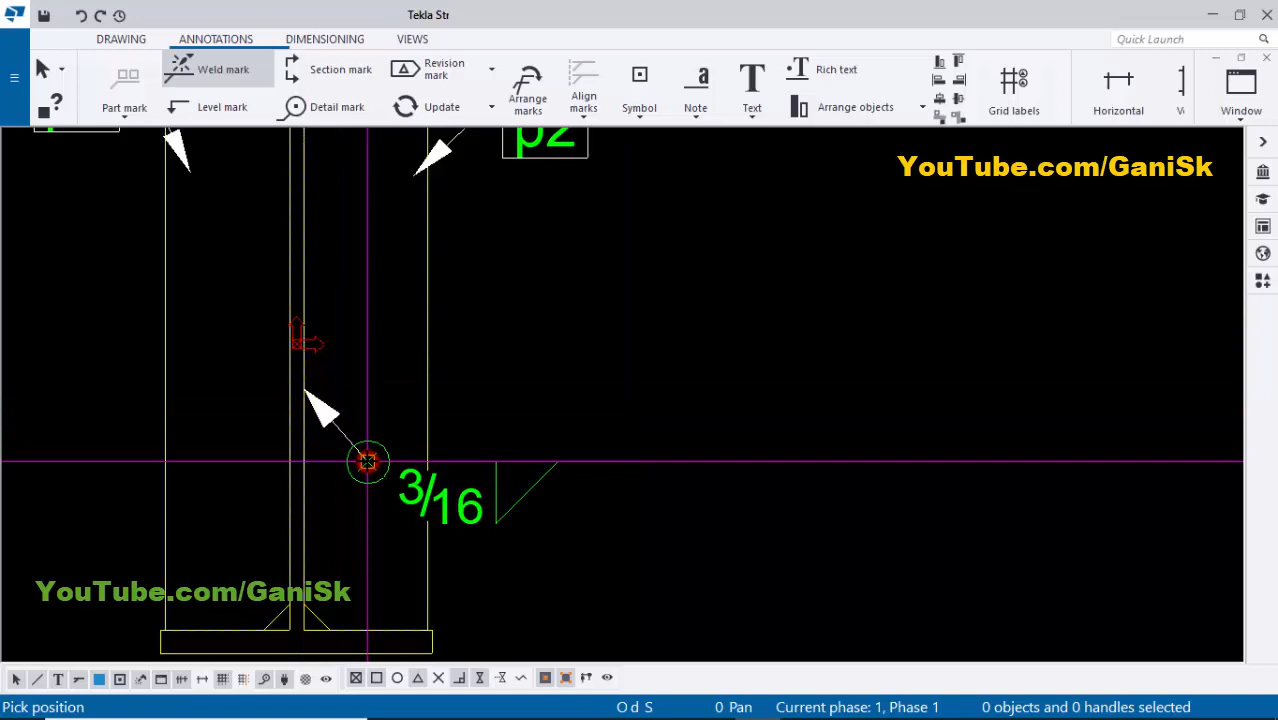 Tekla Str
DRAWING ANNOTATIONS DIMENSIONING VIEWS Quick Launch
Part mark
Weld mark
Level mark
Section mark
Detail mark
Revision
mark
Update
Arrange
marks
Align
marks
Symbol
Note
Text
Rich text
Arrange objects
Grid labels
Horizontal
Window
p2
YouTube.com/GaniSk
3/16
YouTube.com/GaniSk
Pick position O d S 0 Pan Current phase: 1, Phase 1 0 objects and 0 handles selected